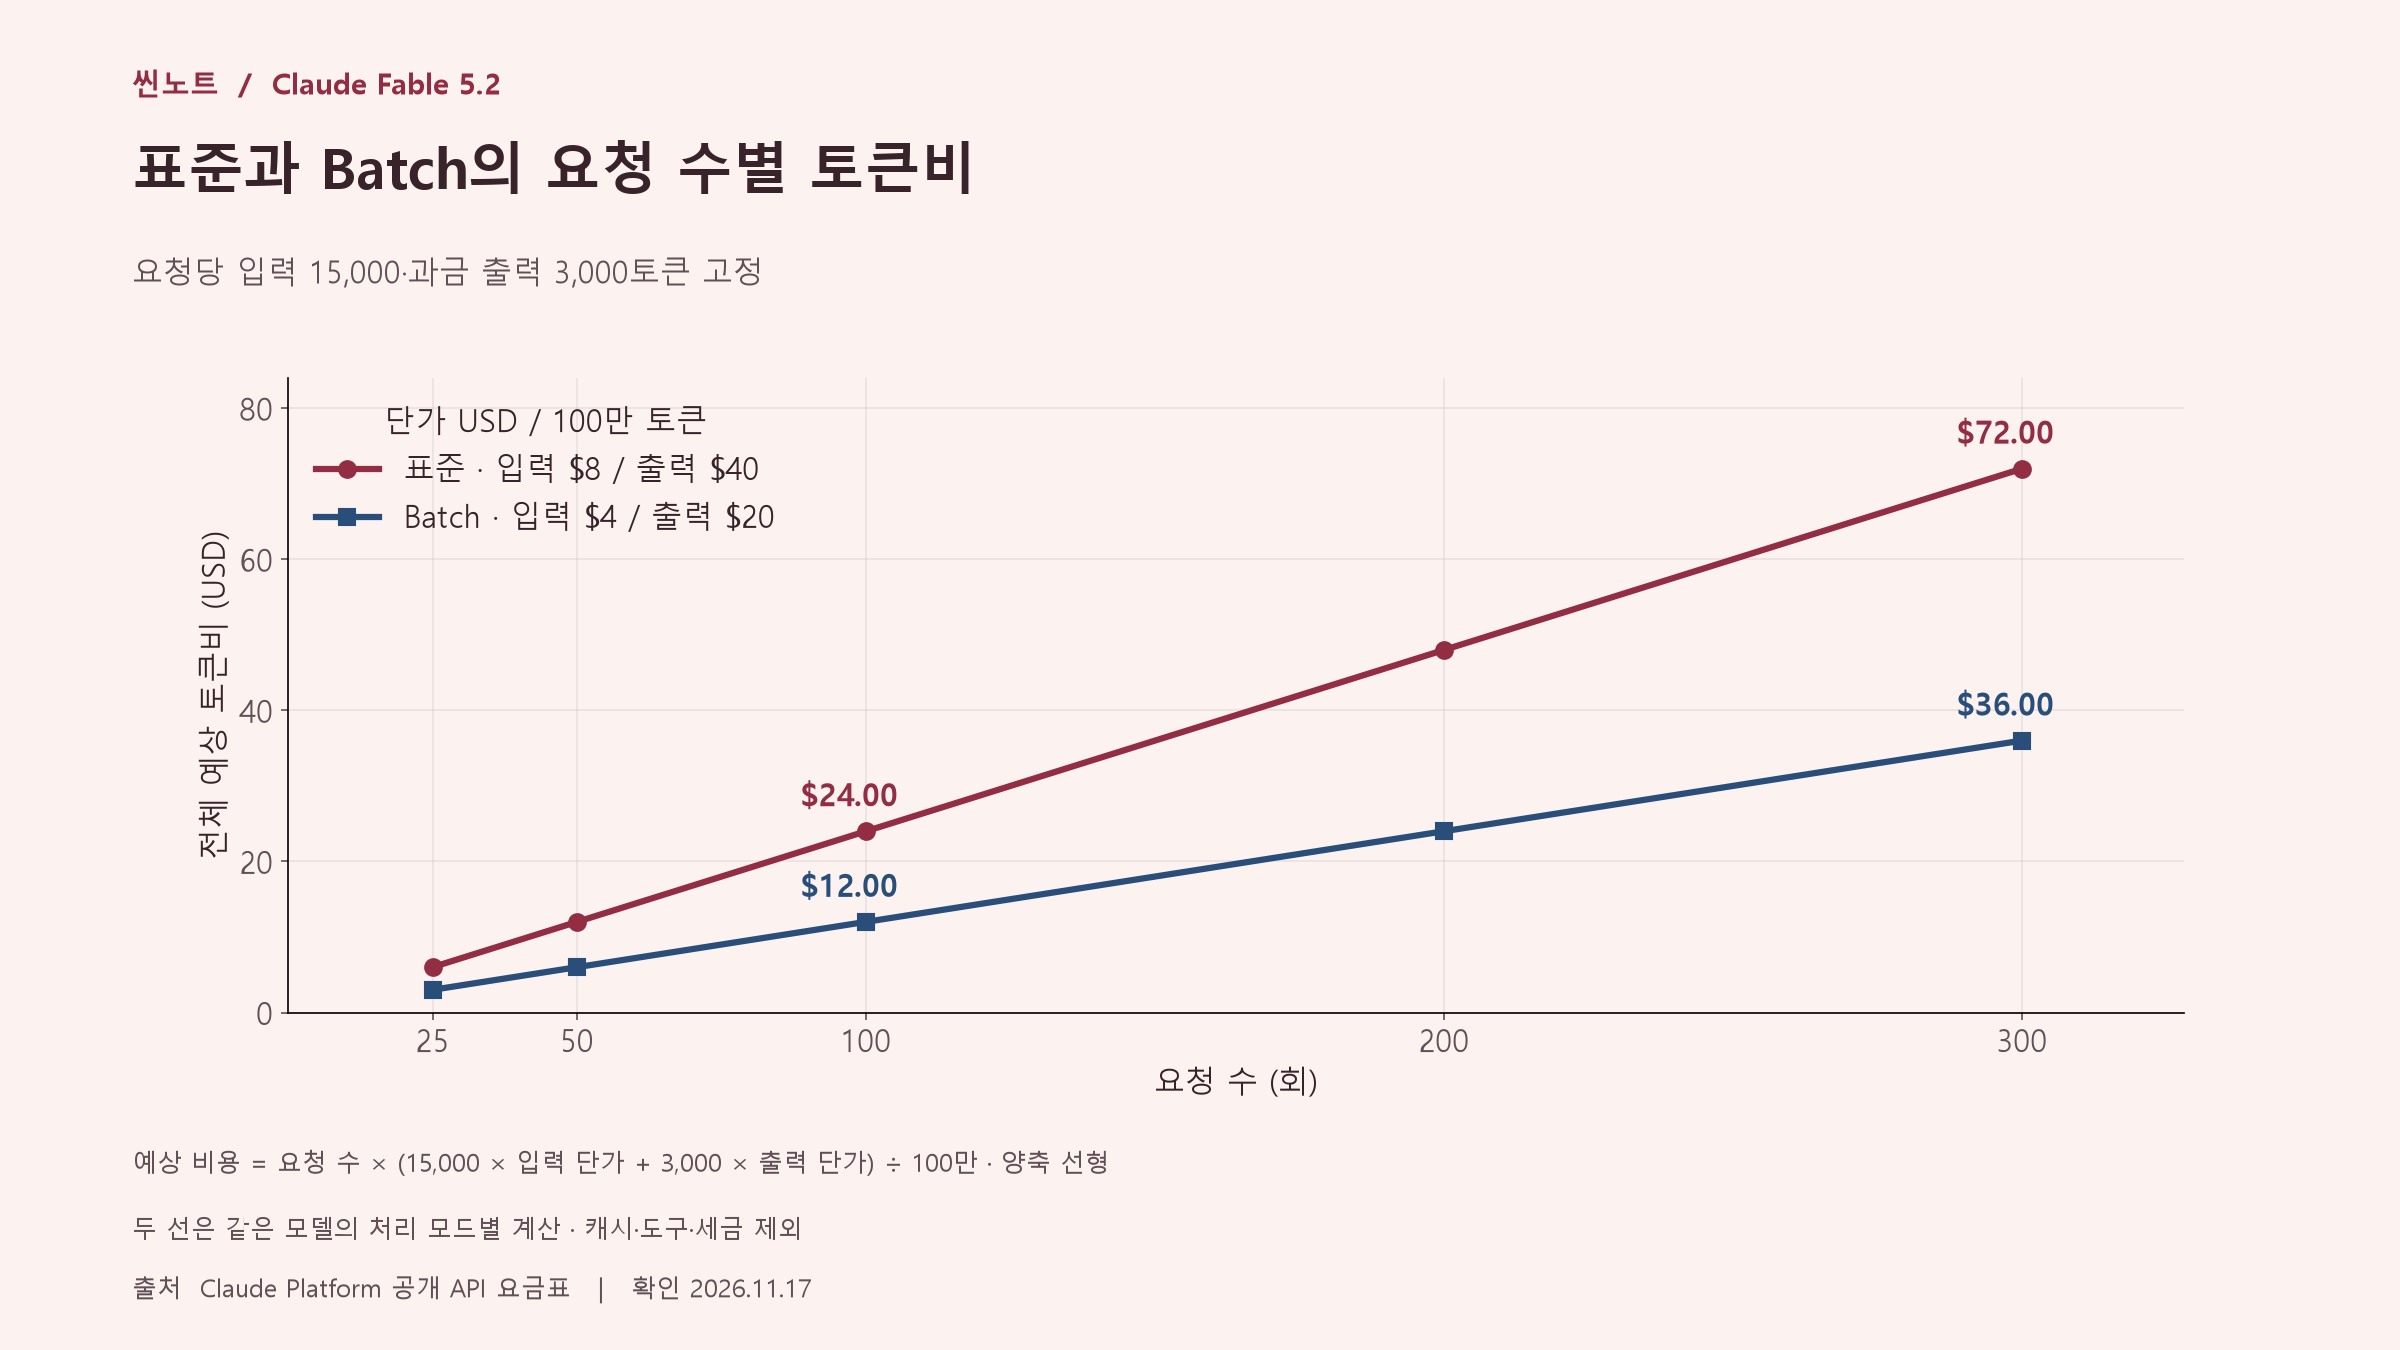 씬노트 / Claude Fable 5.2
표준과 Batch의 요청 수별 토큰비
요청당 입력 15,000·과금 출력 3,000토큰 고정
단가 USD / 100만 토큰
표준 · 입력 $8 / 출력 $40
Batch · 입력 $4 / 출력 $20
전체 예상 토큰비 (USD)
80
60
40
20
0
$72.00
$36.00
$24.00
$12.00
25 50 100 200 300
요청 수 (회)
예상 비용 = 요청 수 × (15,000 × 입력 단가 + 3,000 × 출력 단가) ÷ 100만 · 양축 선형
두 선은 같은 모델의 처리 모드별 계산 · 캐시·도구·세금 제외
출처 Claude Platform 공개 API 요금표 | 확인 2026.11.17